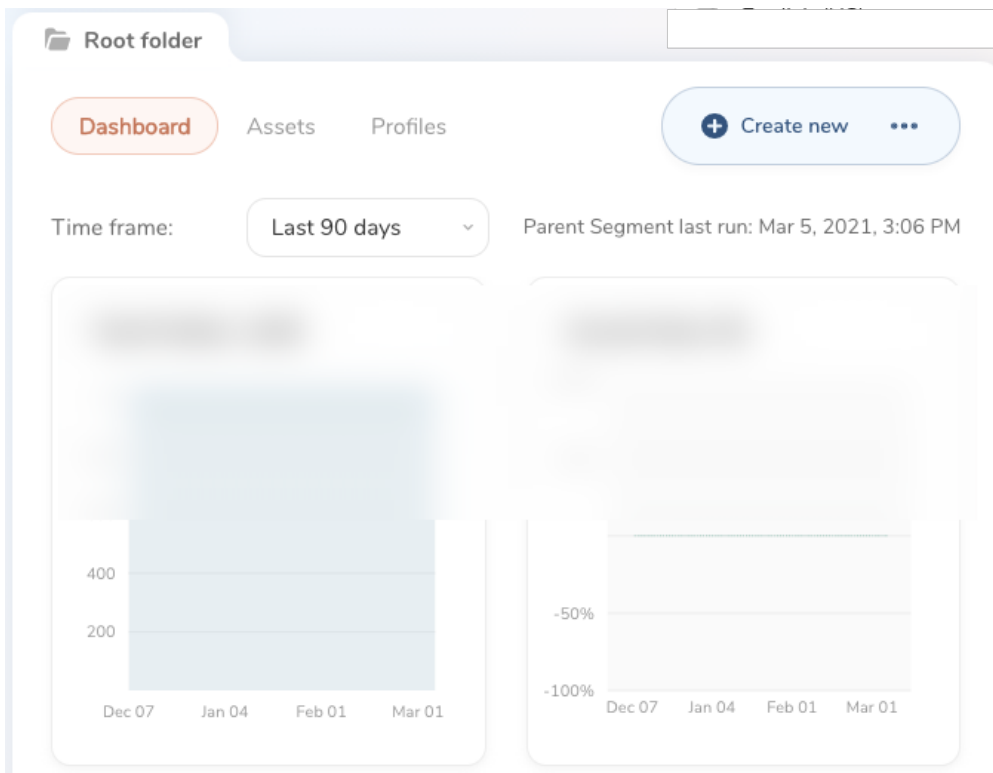 Root folder
Dashboard Assets Profiles Create new
Time frame: Last 90 days Parent Segment last run: Mar 5, 2021, 3:06 PM
400
200
Dec 07 Jan 04 Feb 01 Mar 01
-50%
-100%
Dec 07 Jan 04 Feb 01 Mar 01